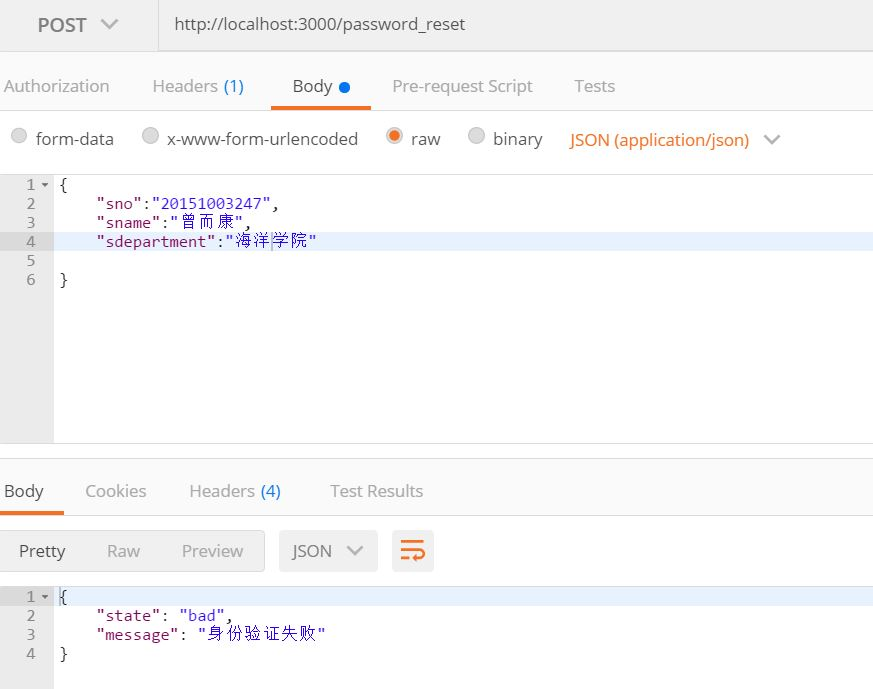 POST http://localhost:3000/password_reset
Authorization Headers (1) Body Pre-request Script Tests
form-data x-www-form-urlencoded raw binary JSON (application/json)
1 {
2 "sno":"20151003247",
3 "sname":"曾而康",
4 "sdepartment":"海洋学院"
5
6 }
Body Cookies Headers (4) Test Results
Pretty Raw Preview JSON
1 {
2 "state": "bad",
3 "message": "身份验证失败"
4 }